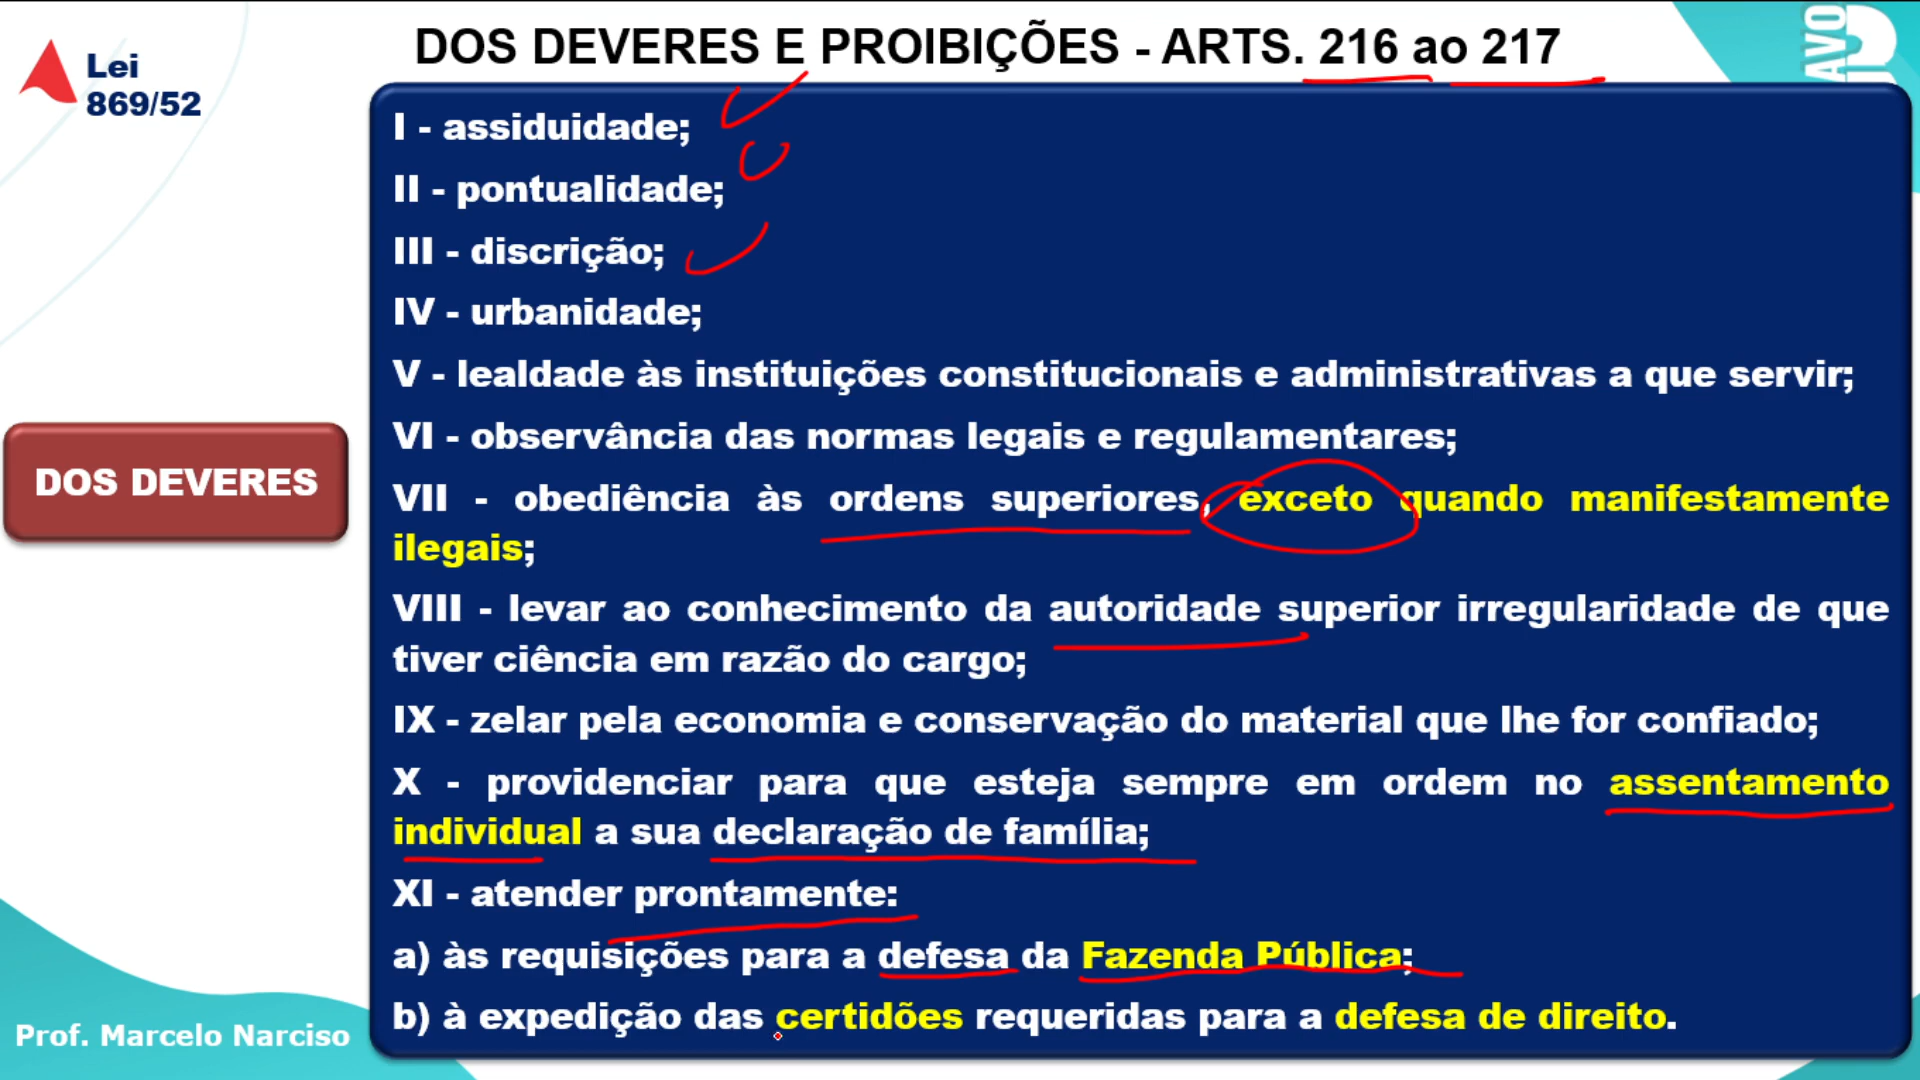 DOS DEVERES E PROIBIÇÕES - ARTS. 216 ao 217
Lei
869/52
AVO
I - assiduidade;
II - pontualidade;
III - discrição;
IV - urbanidade;
V - lealdade às instituições constitucionais e administrativas a que servir;
VI - observância das normas legais e regulamentares;
DOS DEVERES
VII - obediência às ordens superiores, exceto quando manifestamente
ilegais;
VIII - levar ao conhecimento da autoridade superior irregularidade de que
tiver ciência em razão do cargo;
IX - zelar pela economia e conservação do material que lhe for confiado;
X - providenciar para que esteja sempre em ordem no assentamento
individual a sua declaração de família;
XI - atender prontamente:
a) às requisições para a defesa da Fazenda Pública;
b) à expedição das certidões requeridas para a defesa de direito.
Prof. Marcelo Narciso